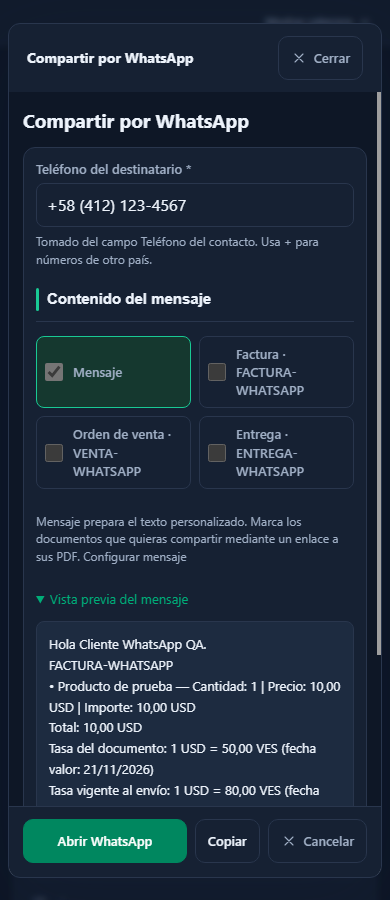 Compartir por WhatsApp
Cerrar
Compartir por WhatsApp
Teléfono del destinatario *
+58 (412) 123-4567
Tomado del campo Teléfono del contacto. Usa + para
números de otro país.
Contenido del mensaje
Mensaje
Factura ·
FACTURA-
WHATSAPP
Orden de venta ·
VENTA-
WHATSAPP
Entrega ·
ENTREGA-
WHATSAPP
Mensaje prepara el texto personalizado. Marca los
documentos que quieras compartir mediante un enlace a
sus PDF. Configurar mensaje
▼ Vista previa del mensaje
Hola Cliente WhatsApp QA.
FACTURA-WHATSAPP
• Producto de prueba — Cantidad: 1 | Precio: 10,00
USD | Importe: 10,00 USD
Total: 10,00 USD
Tasa del documento: 1 USD = 50,00 VES (fecha
valor: 21/11/2026)
Tasa vigente al envío: 1 USD = 80,00 VES (fecha
Abrir WhatsApp
Copiar
Cancelar